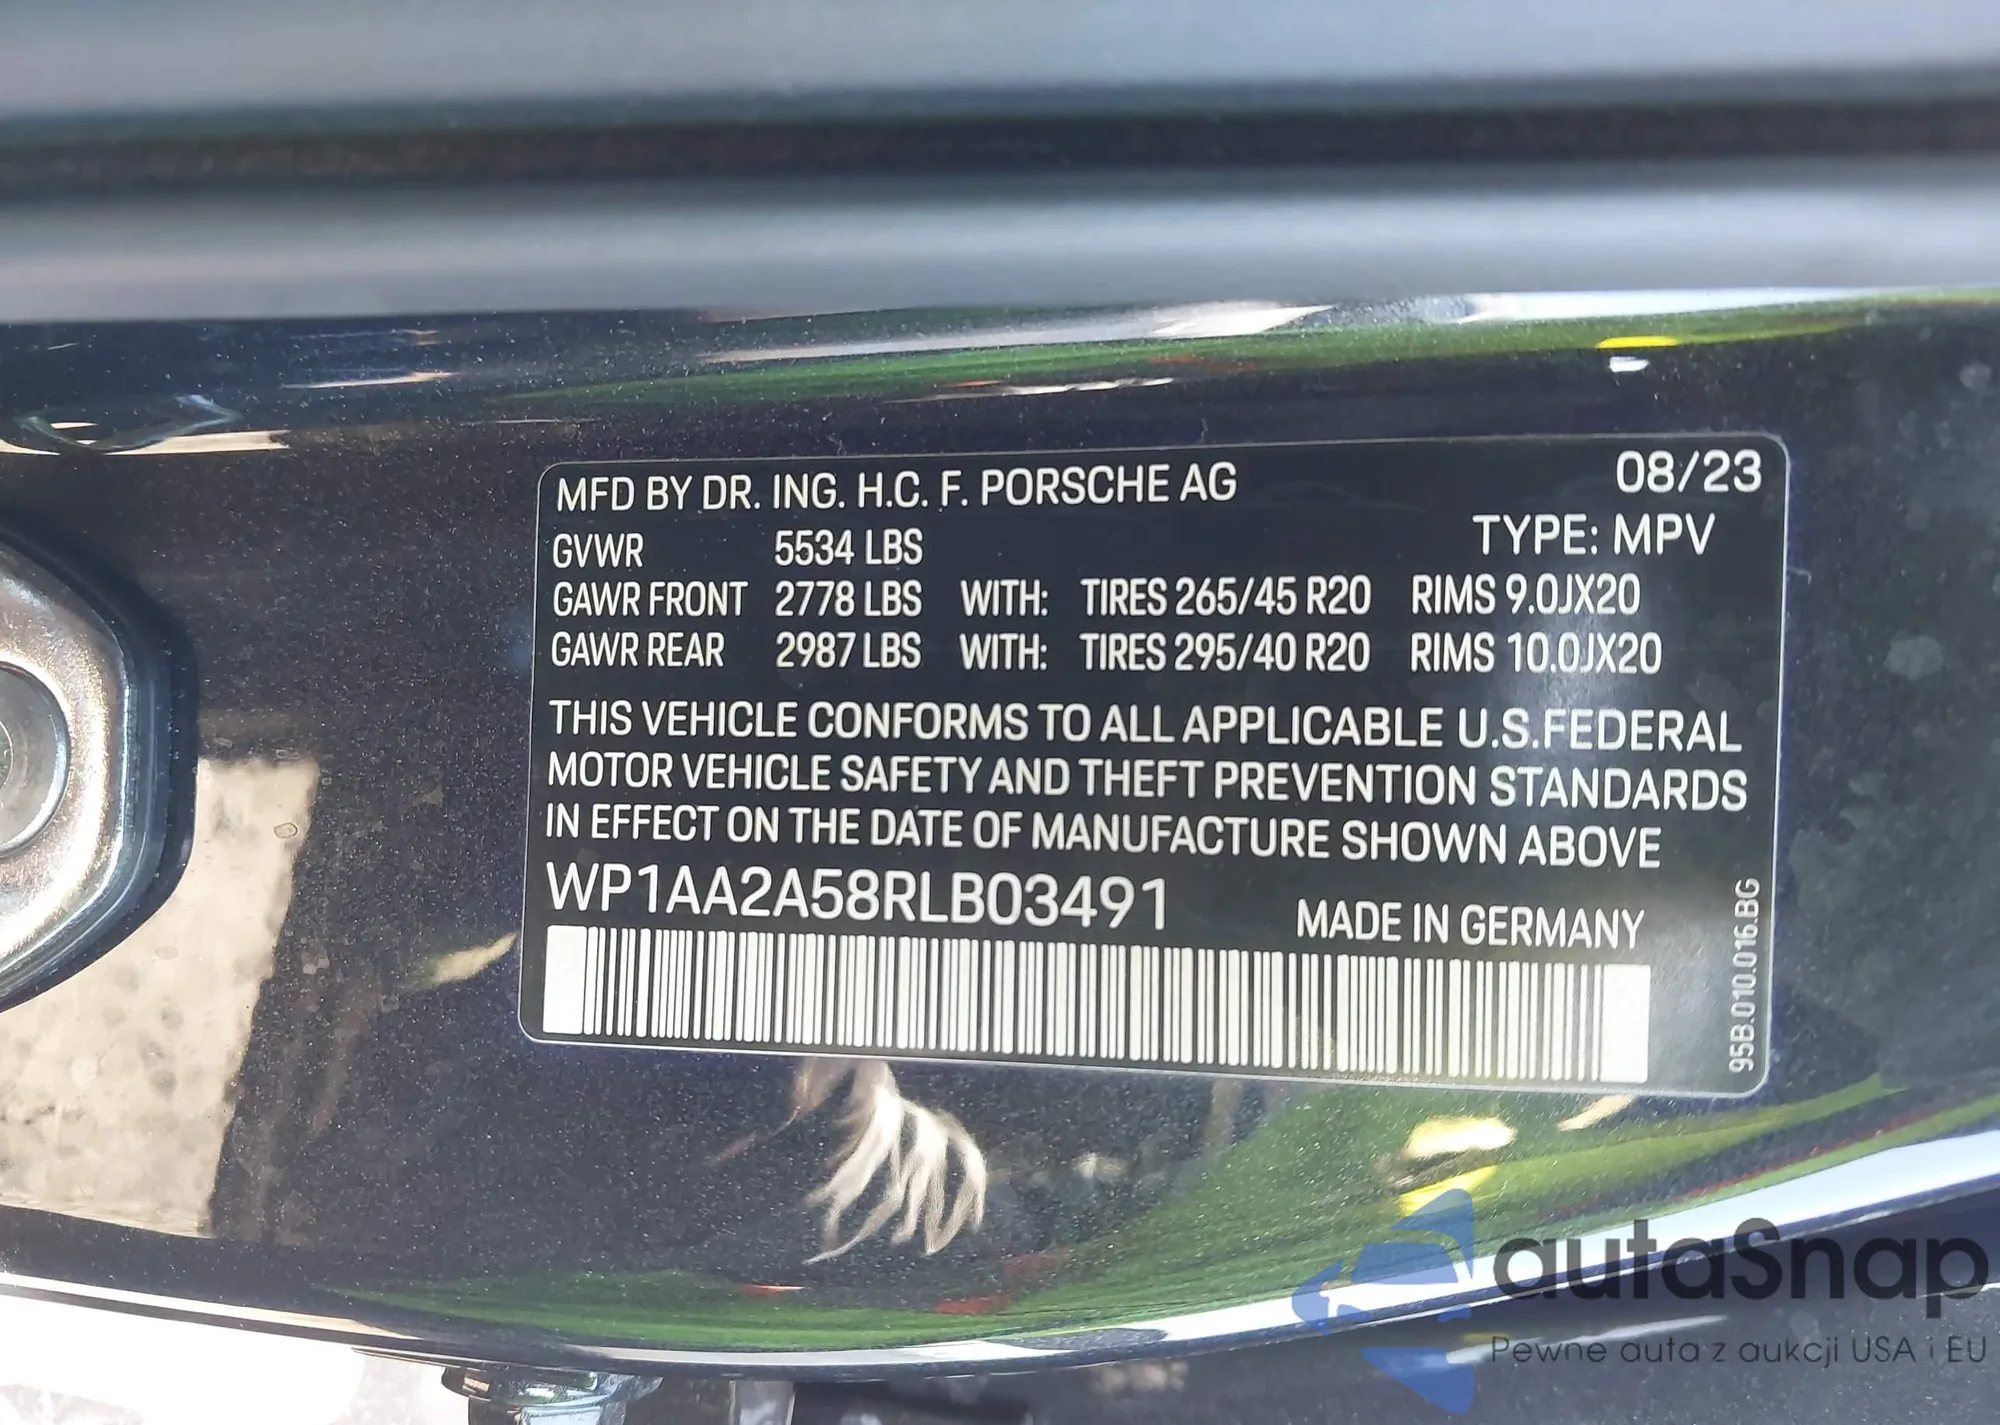 MFD BY DR. ING. H.C. F. PORSCHE AG 08/23
GVWR 5534 LBS TYPE: MPV
GAWR FRONT 2778 LBS WITH: TIRES 265/45 R20 RIMS 9.0JX20
GAWR REAR 2987 LBS WITH: TIRES 295/40 R20 RIMS 10.0JX20
THIS VEHICLE CONFORMS TO ALL APPLICABLE U.S.FEDERAL
MOTOR VEHICLE SAFETY AND THEFT PREVENTION STANDARDS
IN EFFECT ON THE DATE OF MANUFACTURE SHOWN ABOVE
WP1AA2A58RLB03491 MADE IN GERMANY
95B.010.016.BG
autaSnap
Pewne auta z aukcji USA i EU